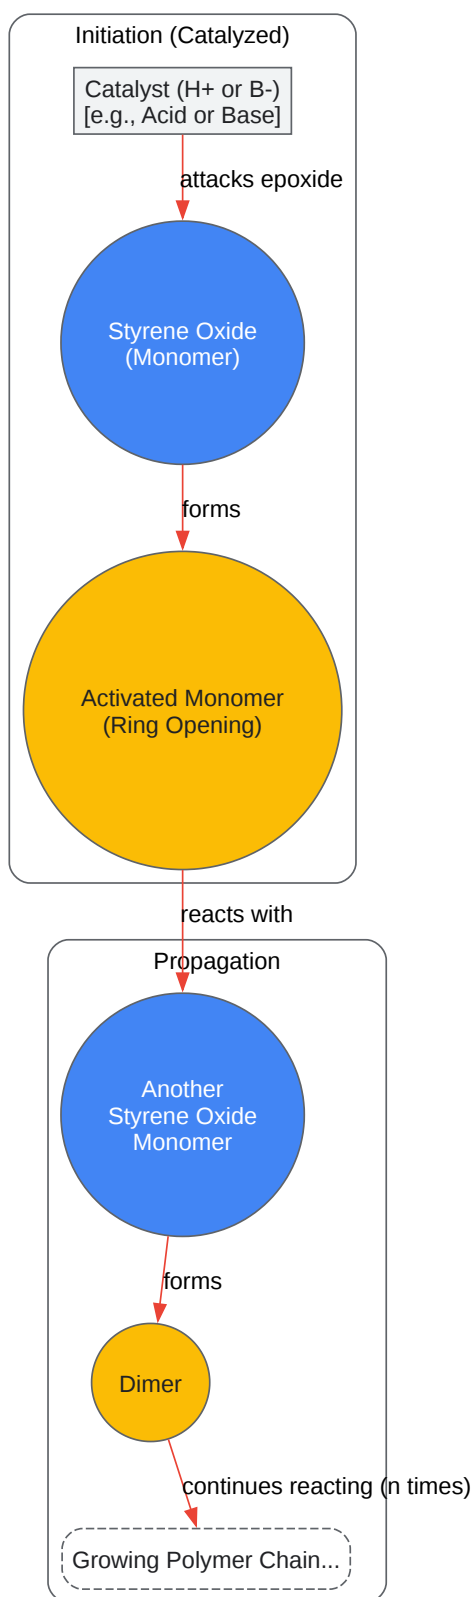 Initiation (Catalyzed)
Catalyst (H+ or B-)
[e.g., Acid or Base]
attacks epoxide
Styrene Oxide
(Monomer)
forms
Activated Monomer
(Ring Opening)
reacts with
Propagation
Another
Styrene Oxide
Monomer
forms
Dimer
continues reacting (n times)
Growing Polymer Chain...